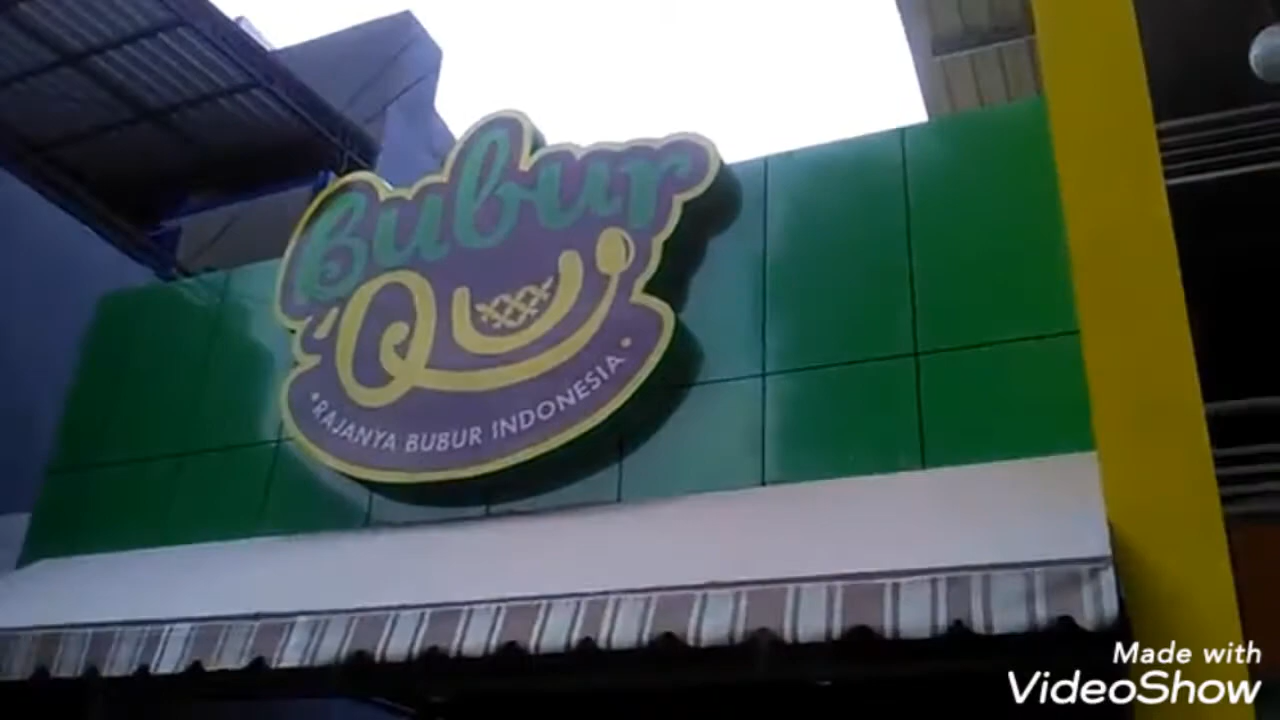 Bubur
'Qu
• RAJANYA BUBUR INDONESIA •
Made with
VideoShow